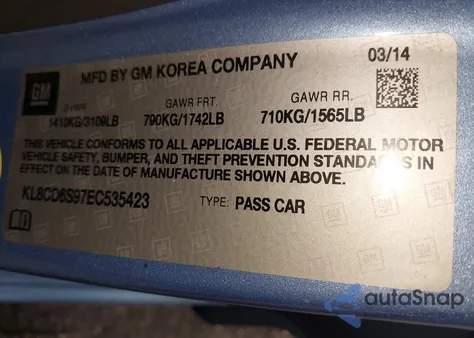 GM
MFD BY GM KOREA COMPANY
03/14
GVWR
1410KG/3109LB
GAWR FRT.
790KG/1742LB
GAWR RR.
710KG/1565LB
THIS VEHICLE CONFORMS TO ALL APPLICABLE U.S. FEDERAL MOTOR
VEHICLE SAFETY, BUMPER, AND THEFT PREVENTION STANDARDS IN
EFFECT ON THE DATE OF MANUFACTURE SHOWN ABOVE.
KL8CD6S97EC535423
TYPE: PASS CAR
autoSnap